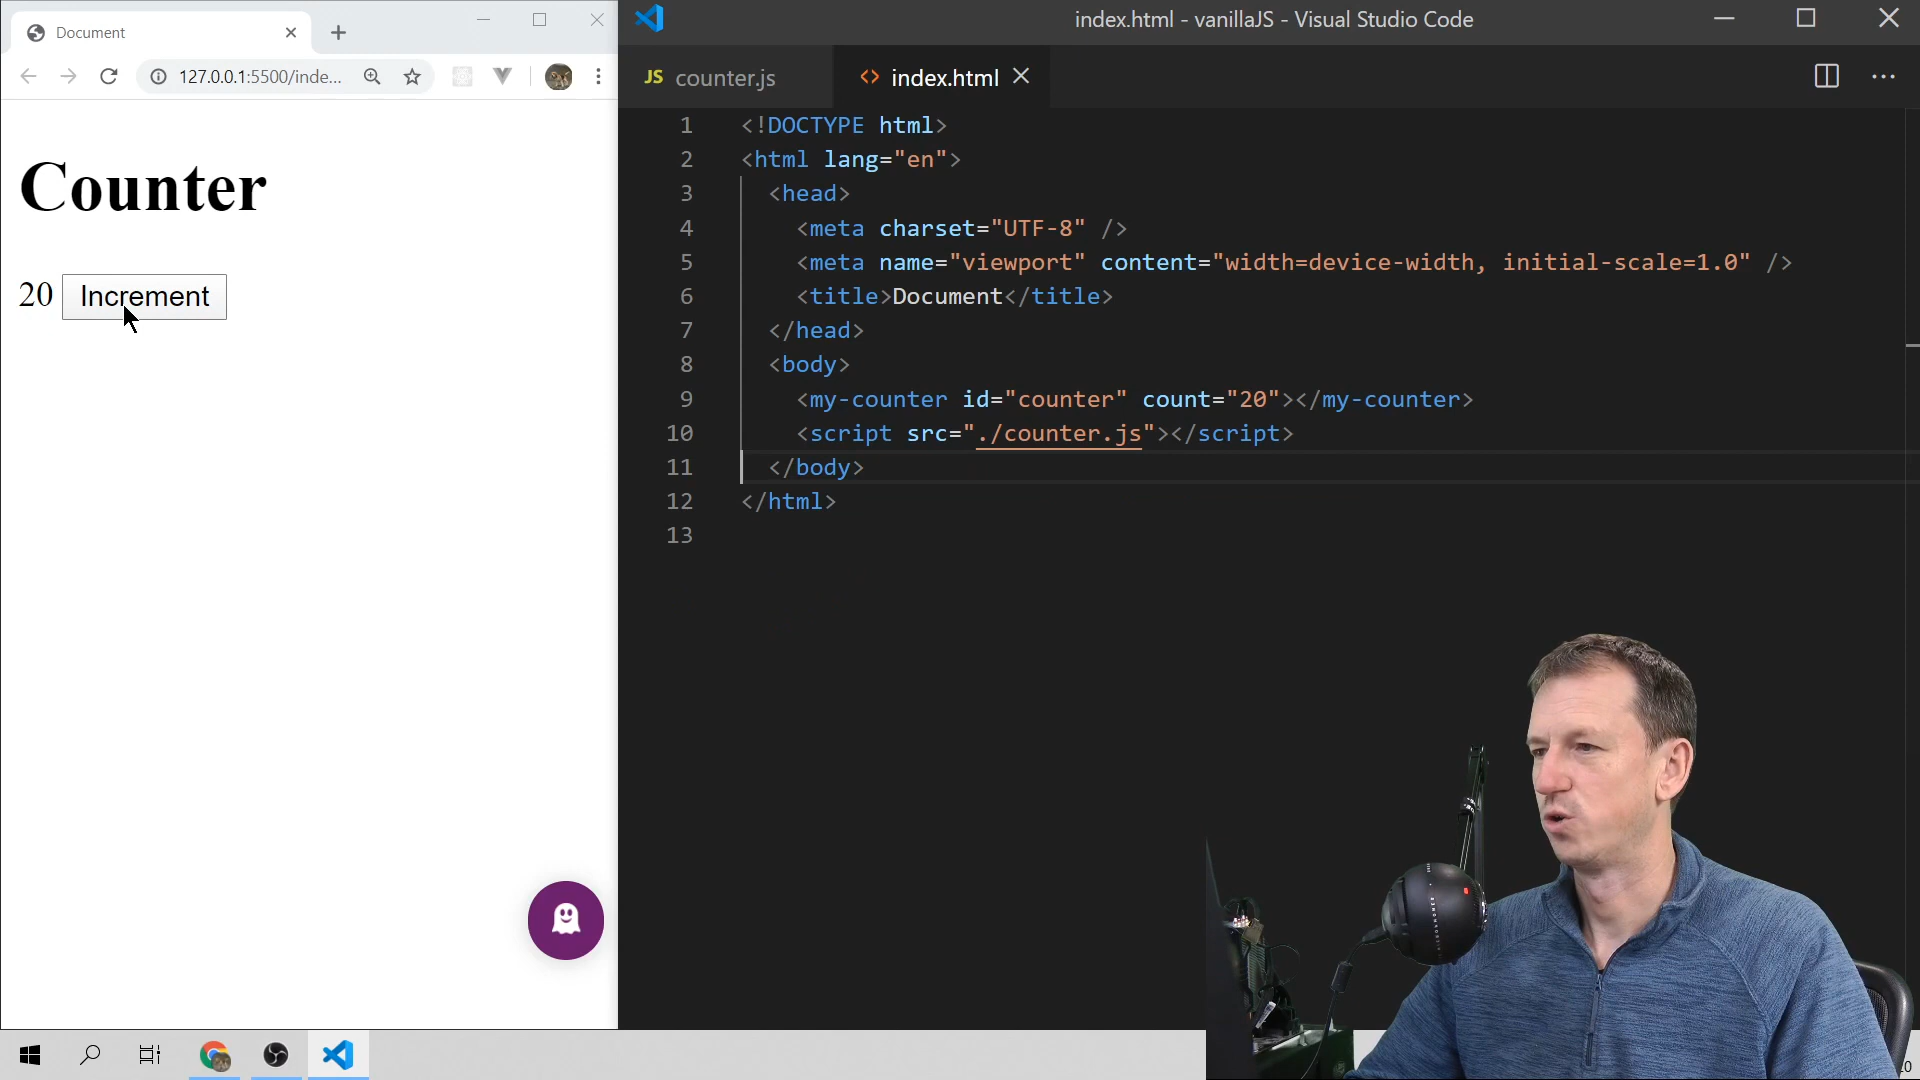 Document
127.0.0.1:5500/inde...
Counter
20 Increment
index.html - vanillaJS - Visual Studio Code
JS counter.js
<> index.html
1 <!DOCTYPE html>
2 <html lang="en">
3 <head>
4 <meta charset="UTF-8" />
5 <meta name="viewport" content="width=device-width, initial-scale=1.0" />
6 <title>Document</title>
7 </head>
8 <body>
9 <my-counter id="counter" count="20"></my-counter>
10 <script src="./counter.js"></script>
11 </body>
12 </html>
13